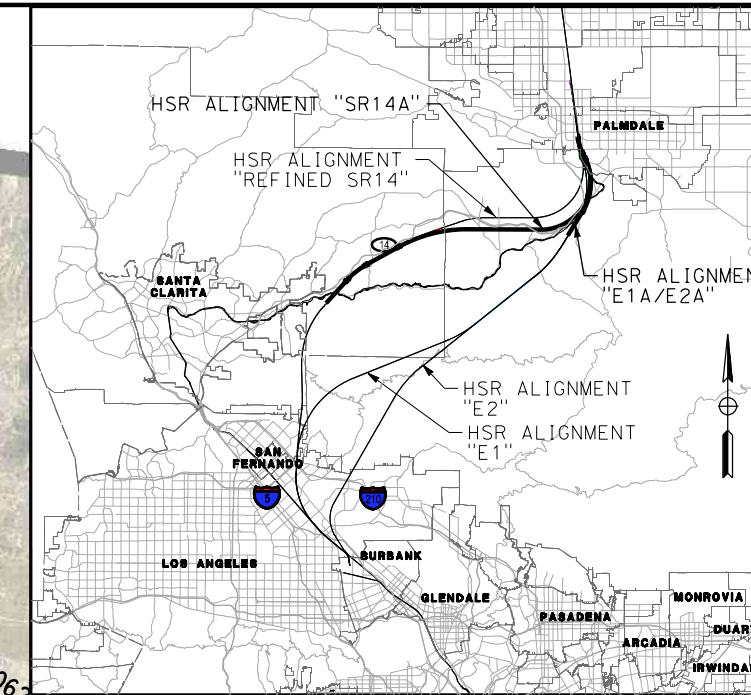 HSR ALIGNMENT "SR14A"
PALMDALE
HSR ALIGNMENT
"REFINED SR14"
14
SANTA
CLARITA
HSR ALIGNMEN
"E1A/E2A"
HSR ALIGNMENT
"E2"
HSR ALIGNMENT
"E1"
SAN
FERNANDO
5
210
LOS ANGELES
BURBANK
GLENDALE
PASADENA
MONROVIA
DUAR
ARCADIA
IRWINDA